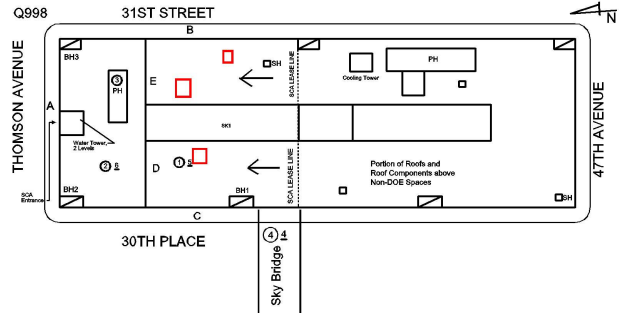 Q998
31ST STREET
N
B
THOMSON AVENUE
BH3
SH
PH
Cooling Tower
E
3
PH
SCA LEASE LINE
A
SK1
47TH AVENUE
Water Tower,
2 Levels
2 6
1 5
D
SCA LEASE LINE
Portion of Roofs and
Roof Components above
Non-DOE Spaces
SCA
Entrance
BH2
BH1
SH
C
30TH PLACE
4 4
Sky Bridge